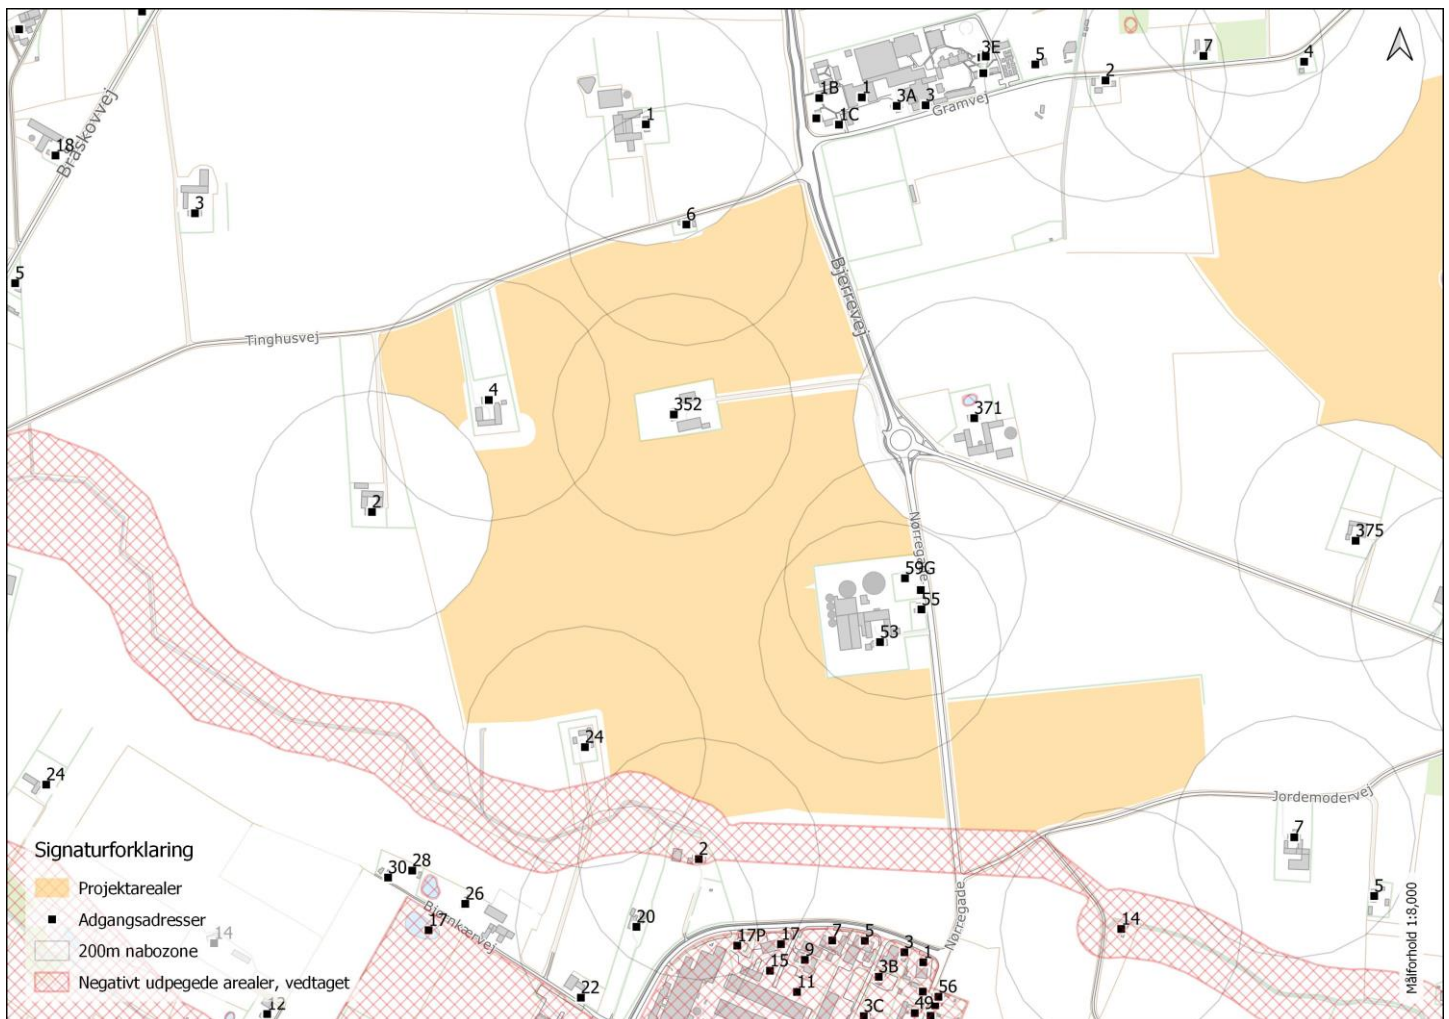 3E
5
7
4
2
1B
1
3A
3
1C
Gramvej
1
Braskovvej
18
3
6
5
Bjerrevej
Tinghusvej
4
352
371
2
Nørregade
375
59G
55
53
24
24
Jordemodervej
7
2
Signaturforklaring
Projektarealer
Adgangsadresser
200m nabozone
Negativt udpegede arealer, vedtaget
30
28
26
17
Bjørnkærvej
20
22
14
12
17P
17
7
5
9
15
11
3
1
3B
3C
49
56
Nørregade
14
5
Målforhold 1:8,000